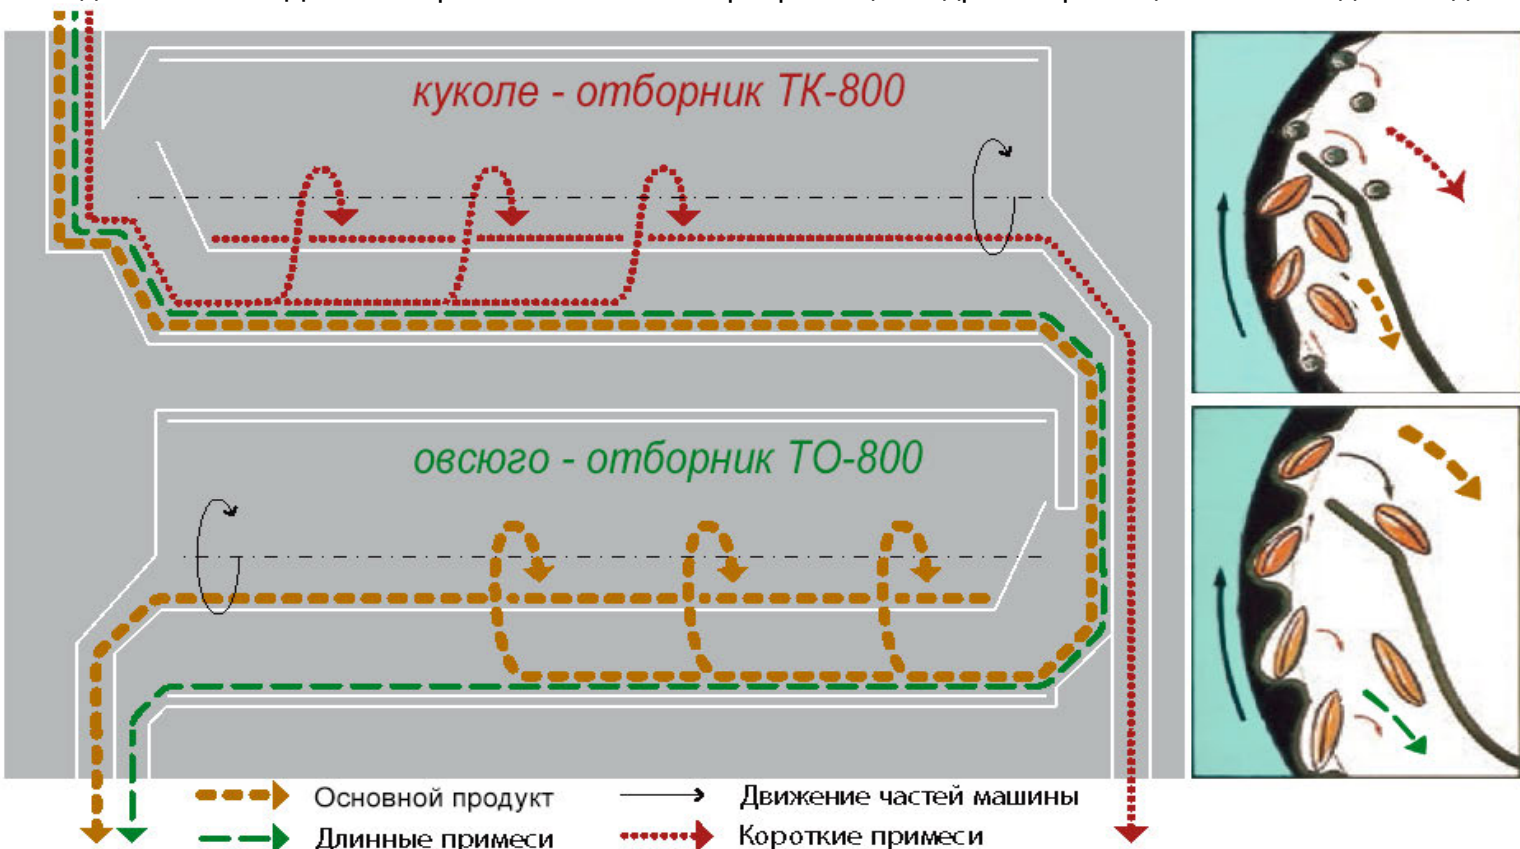 куколе - отборник ТК-800
овсюго - отборник ТО-800
Основной продукт
Движение частей машины
Длинные примеси
Короткие примеси